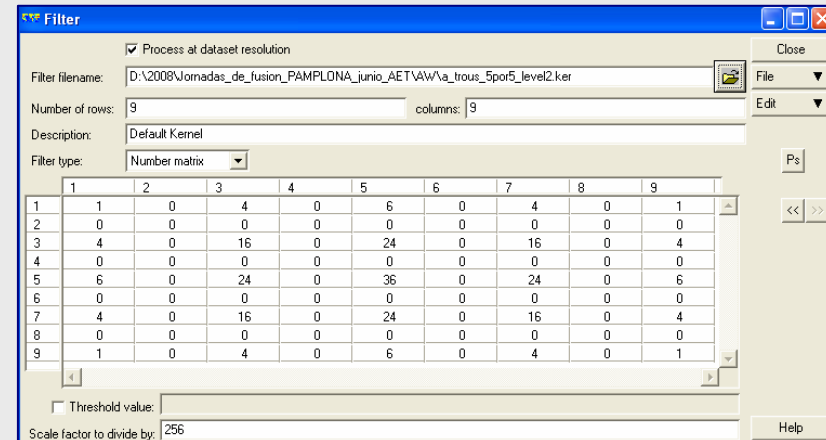 Filter
Process at dataset resolution
Close
Filter filename: D:\2008\Jornadas_de_fusion_PAMPLONA_junio_AET\AW\a_trous_5por5_level2.ker
File
Number of rows: 9 columns: 9
Edit
Description: Default Kernel
Filter type: Number matrix
Ps
1 2 3 4 5 6 7 8 9
1 1 0 4 0 6 0 4 0 1
<< >>
2 0 0 0 0 0 0 0 0 0
3 4 0 16 0 24 0 16 0 4
4 0 0 0 0 0 0 0 0 0
5 6 0 24 0 36 0 24 0 6
6 0 0 0 0 0 0 0 0 0
7 4 0 16 0 24 0 16 0 4
8 0 0 0 0 0 0 0 0 0
9 1 0 4 0 6 0 4 0 1
Threshold value:
Scale factor to divide by: 256
Help